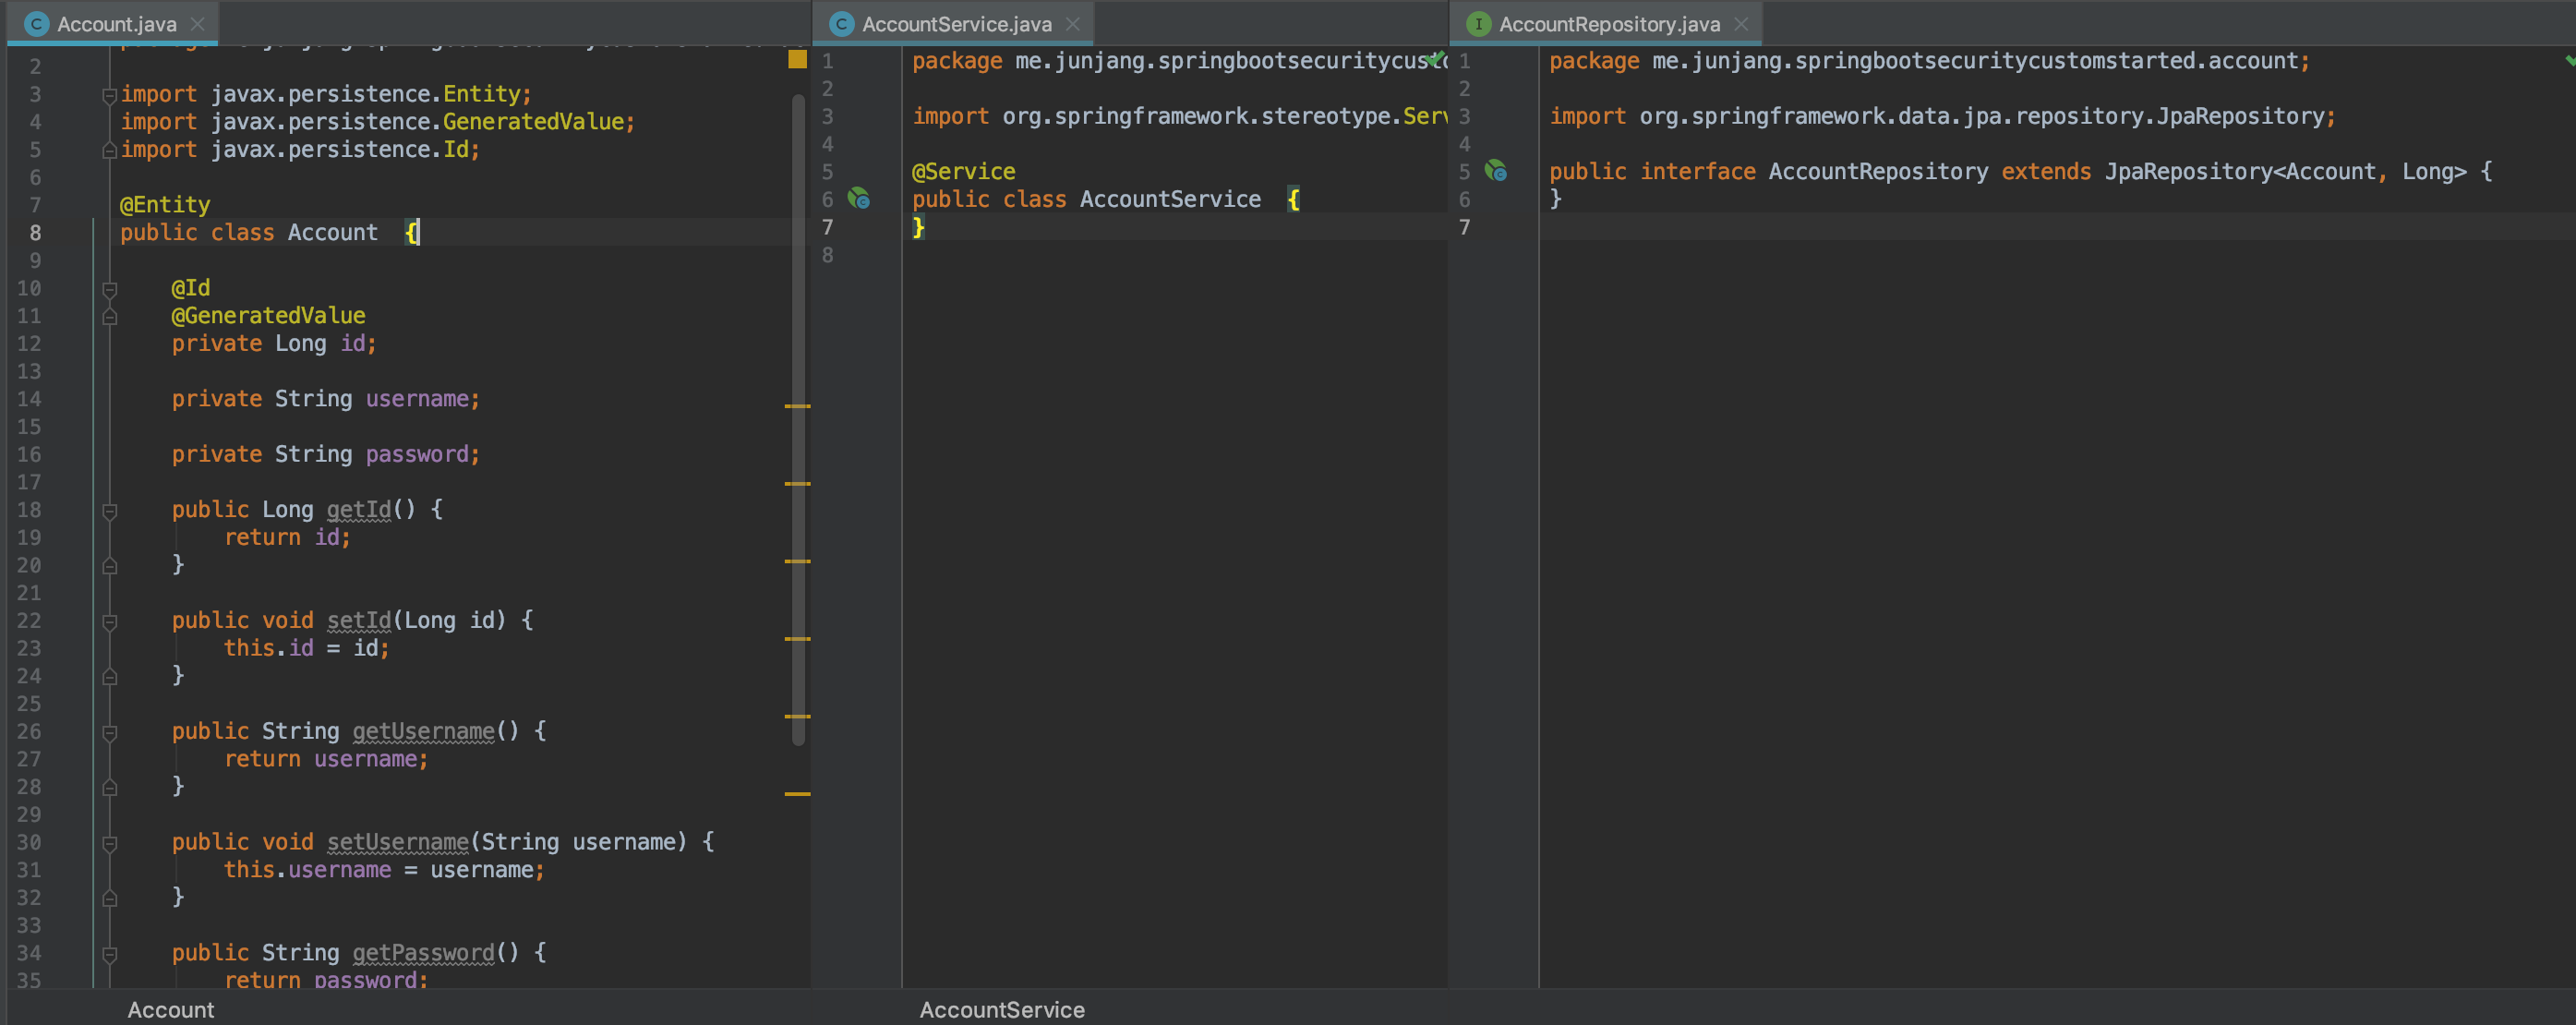 Account.java
2
3 import javax.persistence.Entity;
4 import javax.persistence.GeneratedValue;
5 import javax.persistence.Id;
6
7 @Entity
8 public class Account {
9
10 @Id
11 @GeneratedValue
12 private Long id;
13
14 private String username;
15
16 private String password;
17
18 public Long getId() {
19 return id;
20 }
21
22 public void setId(Long id) {
23 this.id = id;
24 }
25
26 public String getUsername() {
27 return username;
28 }
29
30 public void setUsername(String username) {
31 this.username = username;
32 }
33
34 public String getPassword() {
35 return password;
Account
AccountService.java
1 package me.junjang.springbootsecuritycust
2
3 import org.springframework.stereotype.Serv
4
5 @Service
6 public class AccountService {
7 }
8
AccountService
AccountRepository.java
1 package me.junjang.springbootsecuritycustomstarted.account;
2
3 import org.springframework.data.jpa.repository.JpaRepository;
4
5 public interface AccountRepository extends JpaRepository<Account, Long> {
6 }
7